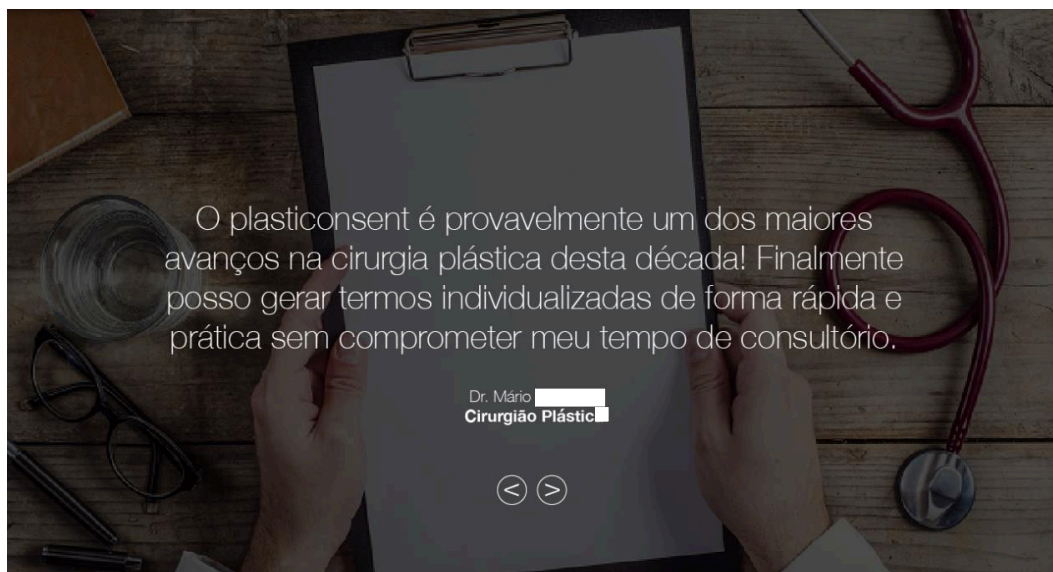 O plasticonsent é provavelmente um dos maiores
avanços na cirurgia plástica desta década! Finalmente
posso gerar termos individualizadas de forma rápida e
prática sem comprometer meu tempo de consultório.
Dr. Mário
Cirurgião Plástic
< >